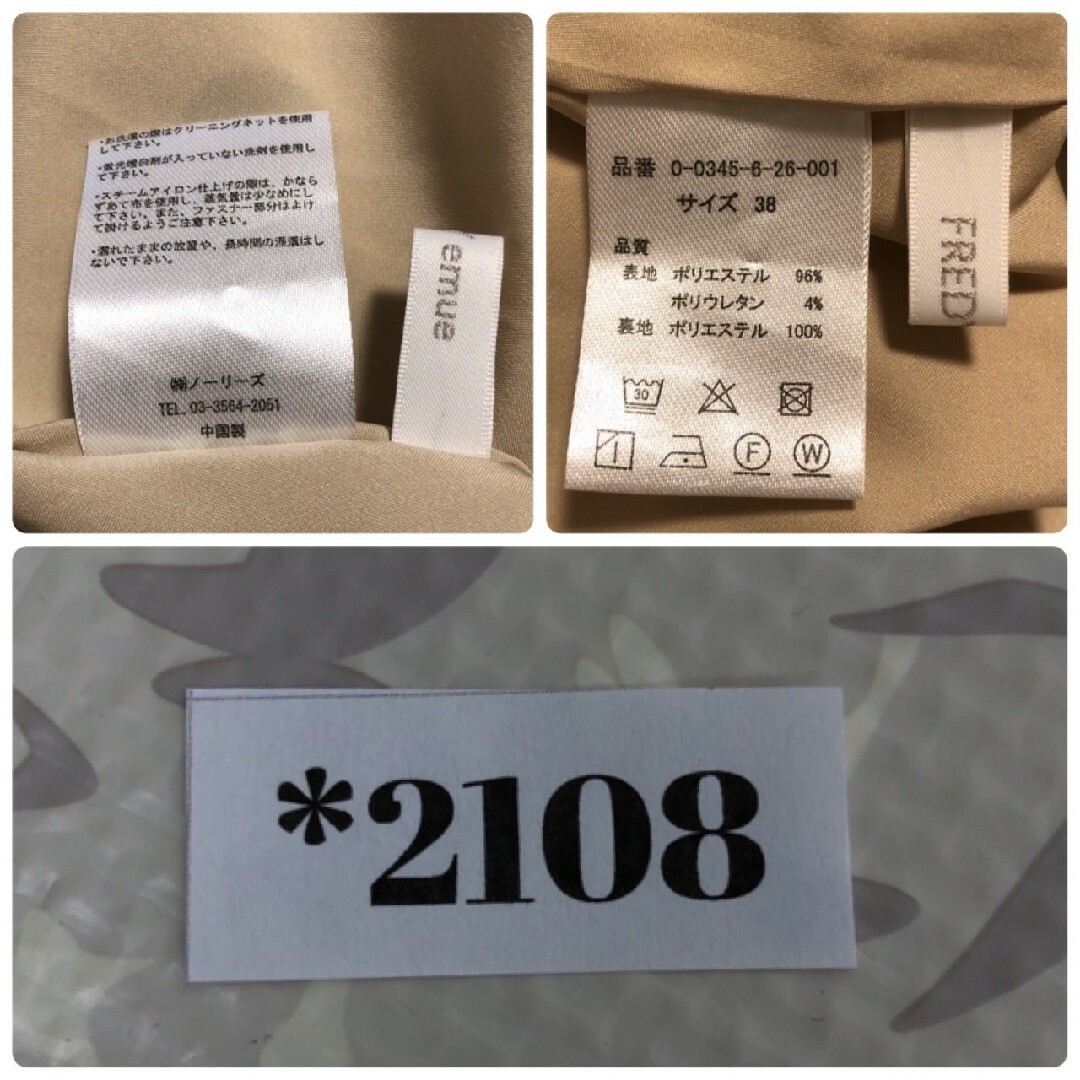 ・お洗濯の際はクリーニングネットを使用
して下さい。
・蛍光増白剤が入っていない洗剤を使用し
て下さい。
・スチームアイロン仕上げの際は、かなら
ずあて布を使用し、蒸気量は少なめにし
て下さい。また、ファスナー部分はよけ
て掛けるようご注意下さい。
・濡れたままの放置や、長時間の浸漬はし
ないで下さい。
㈱ノーリーズ
TEL.03-3564-2051
中国製
emue
品番 0-0345-6-26-001
サイズ 38
品質
表地 ポリエステル 96%
ポリウレタン 4%
裏地 ポリエステル 100%
30
F W
FRED
*2108